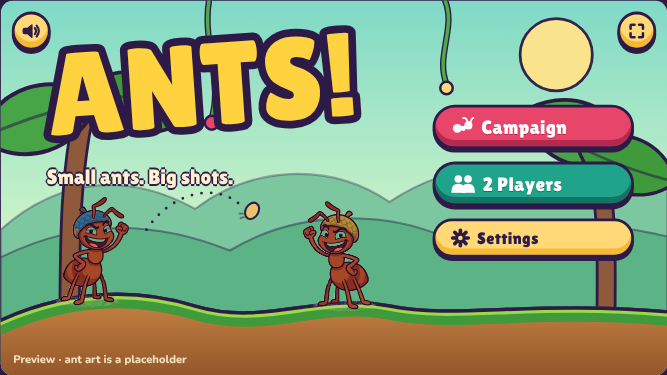 ANTS!
Small ants. Big shots.
Campaign
2 Players
Settings
Preview · ant art is a placeholder